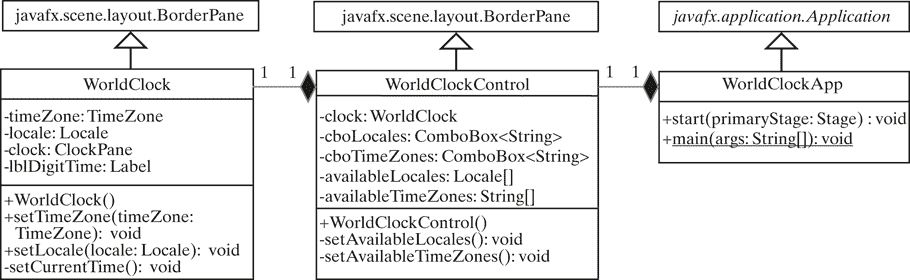 javafx.scene.layout.BorderPane
WorldClock
-timeZone: TimeZone
-locale: Locale
-clock: ClockPane
-lblDigitTime: Label
+WorldClock()
+setTimeZone(timeZone:
TimeZone): void
+setLocale(locale: Locale): void
-setCurrentTime(): void
1 1
javafx.scene.layout.BorderPane
WorldClockControl
-clock: WorldClock
-cboLocales: ComboBox<String>
-cboTimeZones: ComboBox<String>
-availableLocales: Locale[]
-availableTimeZones: String[]
+WorldClockControl()
-setAvailableLocales(): void
-setAvailableTimeZones(): void
1 1
javafx.application.Application
WorldClockApp
+start(primaryStage: Stage) : void
+main(args: String[]): void